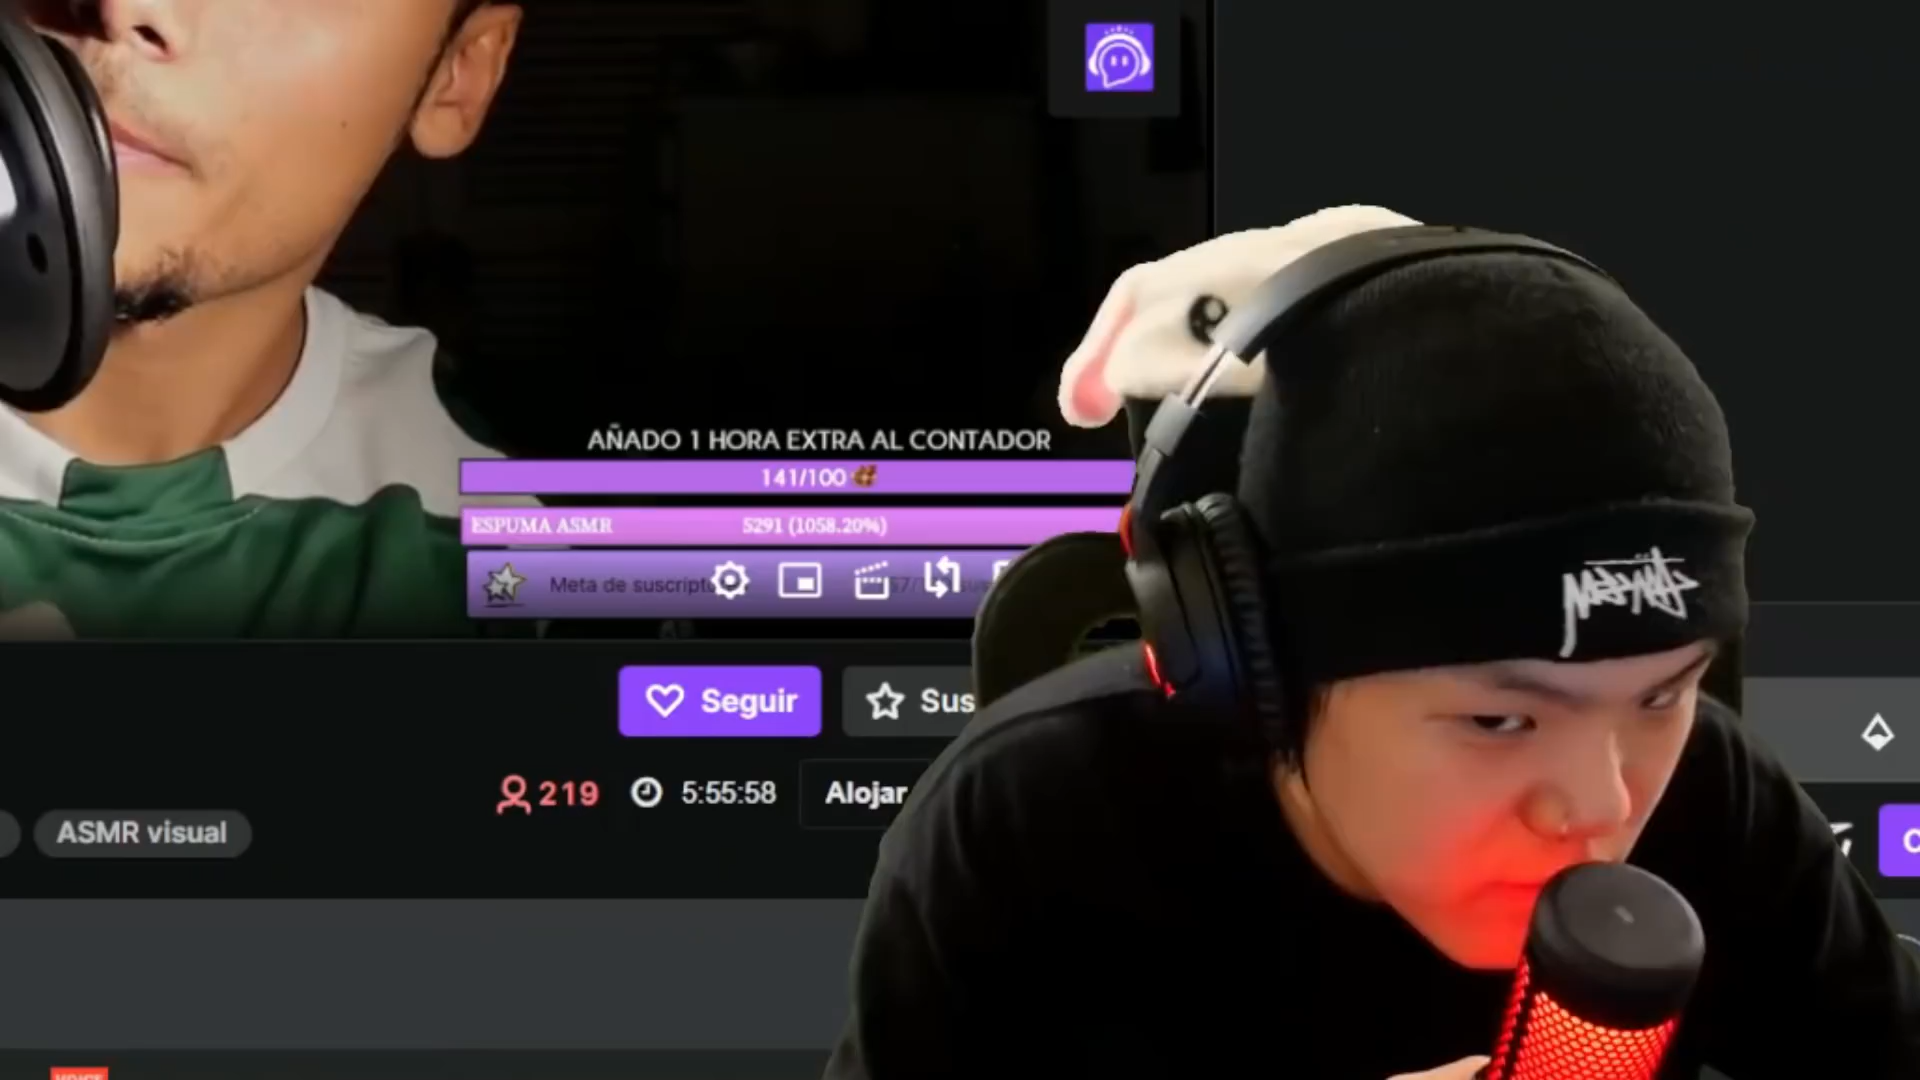 AÑADO 1 HORA EXTRA AL CONTADOR
141/100
ESPUMA ASMR 5291 (1058.20%)
Meta de suscripto
Seguir
Sus
219 5:55:58 Alojar
ASMR visual